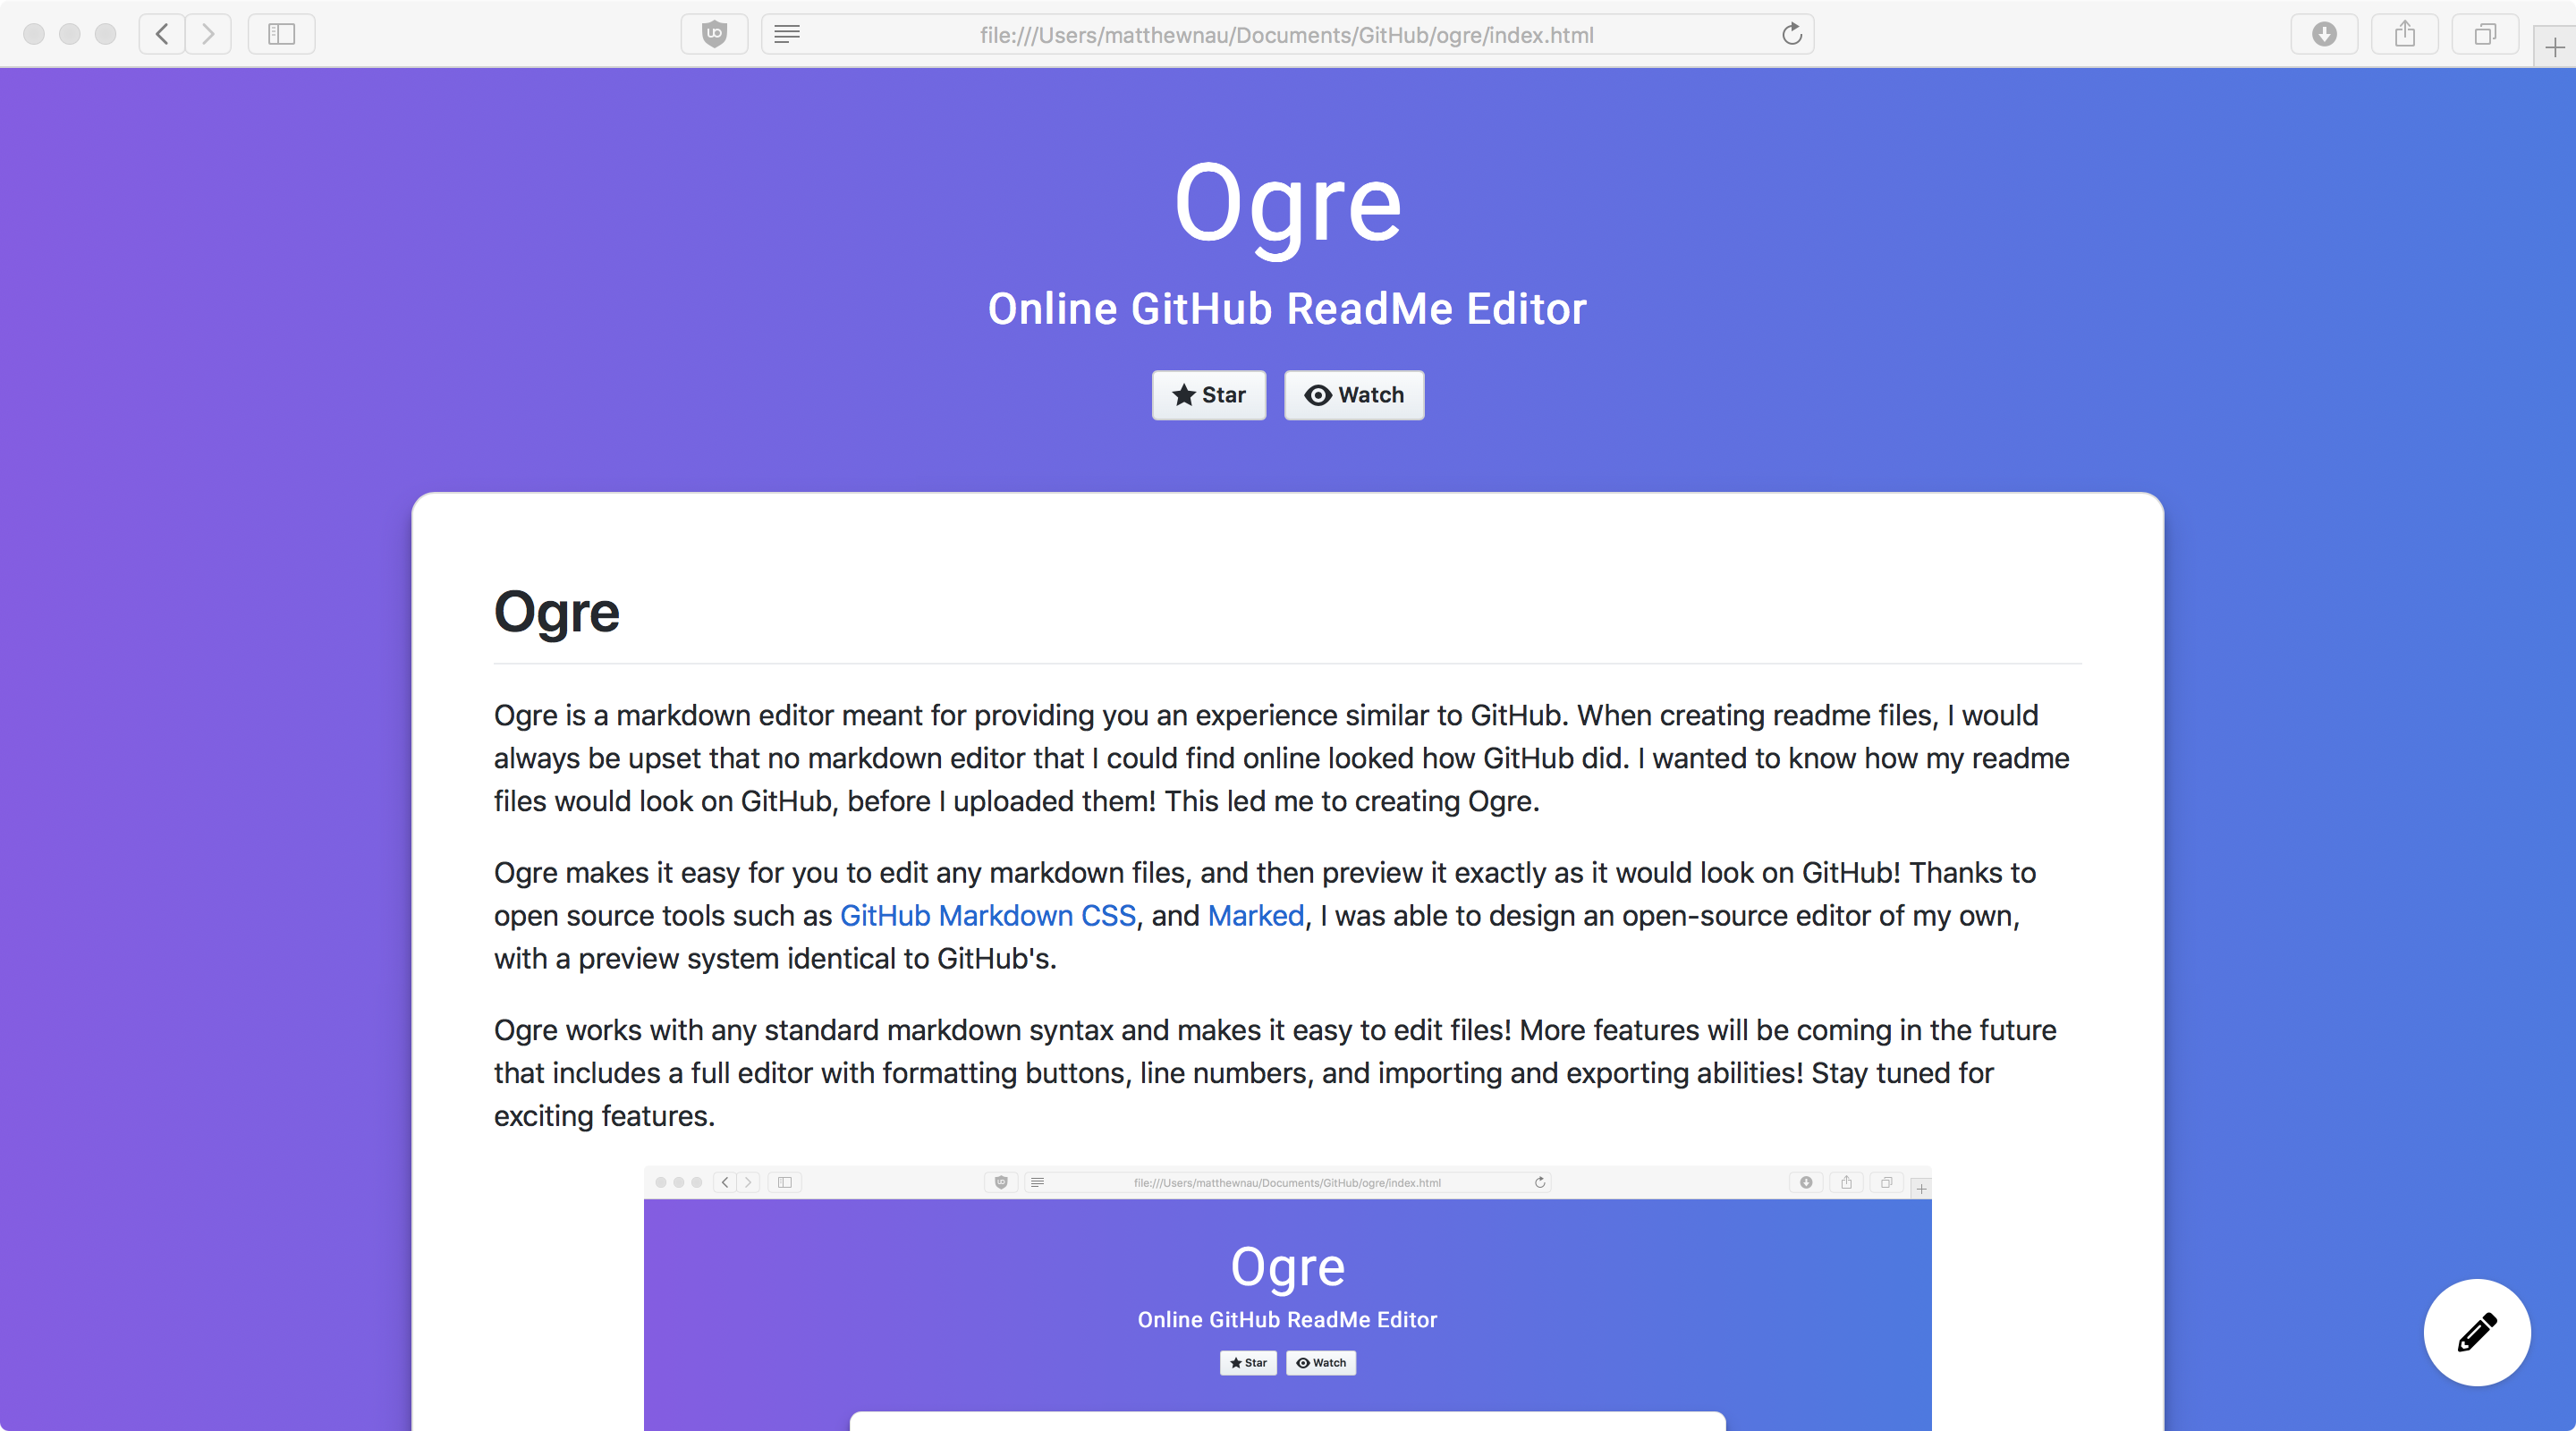 file:///Users/matthewnau/Documents/GitHub/ogre/index.html
Ogre
Online GitHub ReadMe Editor
Star
Watch
Ogre
Ogre is a markdown editor meant for providing you an experience similar to GitHub. When creating readme files, I would
always be upset that no markdown editor that I could find online looked how GitHub did. I wanted to know how my readme
files would look on GitHub, before I uploaded them! This led me to creating Ogre.
Ogre makes it easy for you to edit any markdown files, and then preview it exactly as it would look on GitHub! Thanks to
open source tools such as GitHub Markdown CSS, and Marked, I was able to design an open-source editor of my own,
with a preview system identical to GitHub's.
Ogre works with any standard markdown syntax and makes it easy to edit files! More features will be coming in the future
that includes a full editor with formatting buttons, line numbers, and importing and exporting abilities! Stay tuned for
exciting features.
file:///Users/matthewnau/Documents/GitHub/ogre/index.html
Ogre
Online GitHub ReadMe Editor
Star
Watch